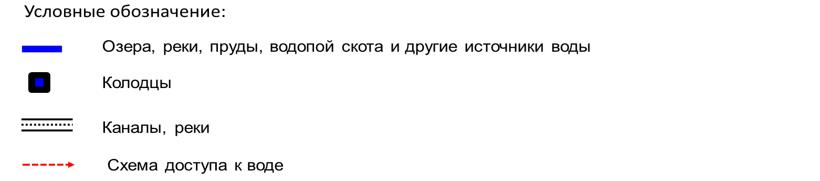 Условные обозначение:
Озера, реки, пруды, водопой скота и другие источники воды
Колодцы
Каналы, реки
Схема доступа к воде